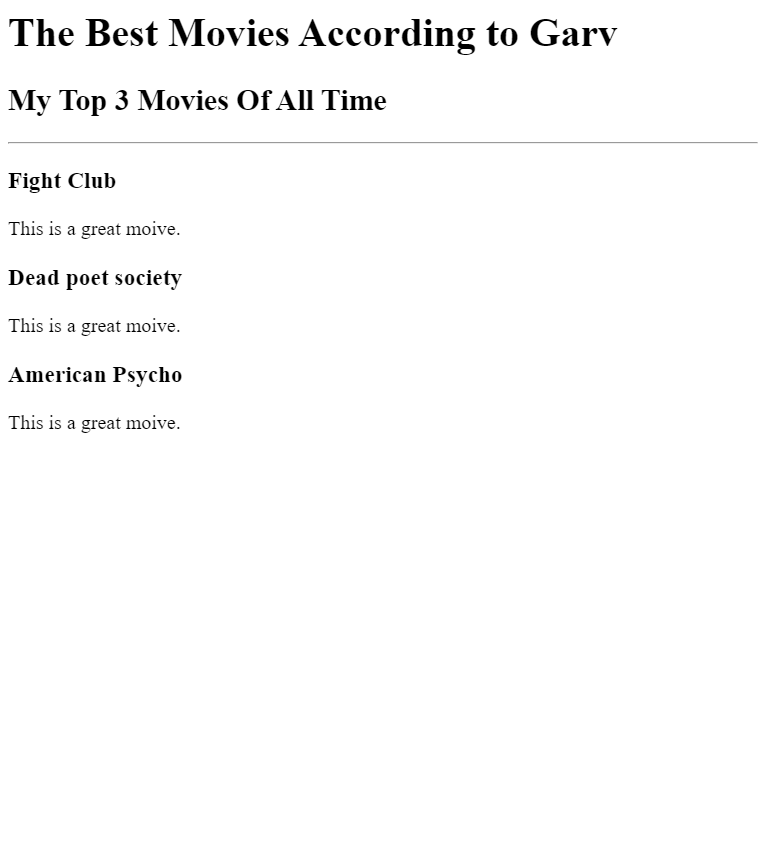 The Best Movies According to Garv
My Top 3 Movies Of All Time
Fight Club
This is a great moive.
Dead poet society
This is a great moive.
American Psycho
This is a great moive.